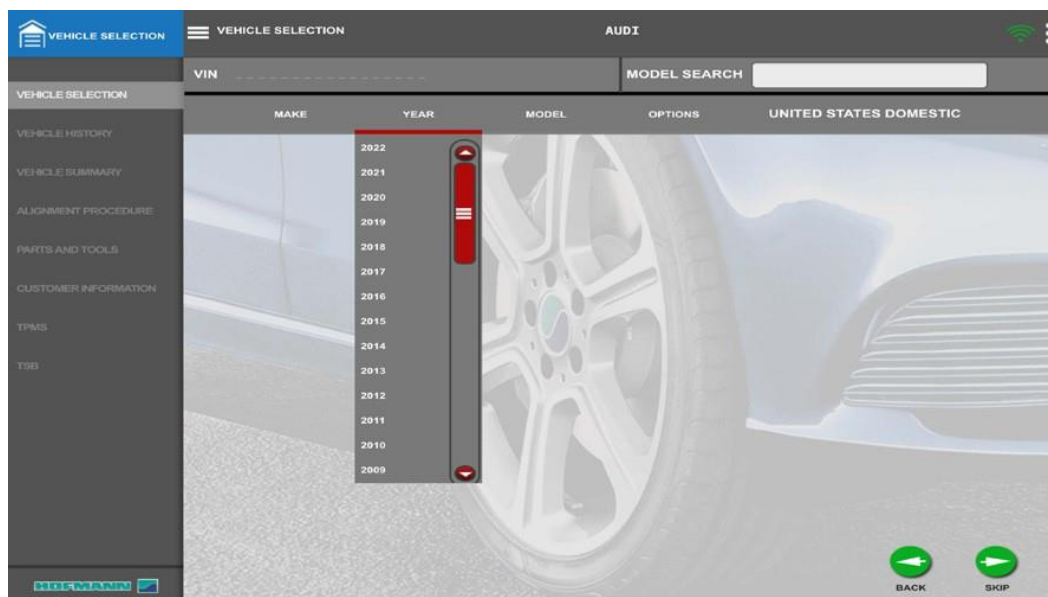 VEHICLE SELECTION
VEHICLE SELECTION
AUDI
VIN
MODEL SEARCH
VEHICLE SELECTION
MAKE YEAR MODEL OPTIONS UNITED STATES DOMESTIC
VEHICLE HISTORY
VEHICLE SUMMARY
ALIGNMENT PROCEDURE
PARTS AND TOOLS
CUSTOMER INFORMATION
TPMS
TSB
2022
2021
2020
2019
2018
2017
2016
2015
2014
2013
2012
2011
2010
2009
BACK
SKIP
HOFMANN